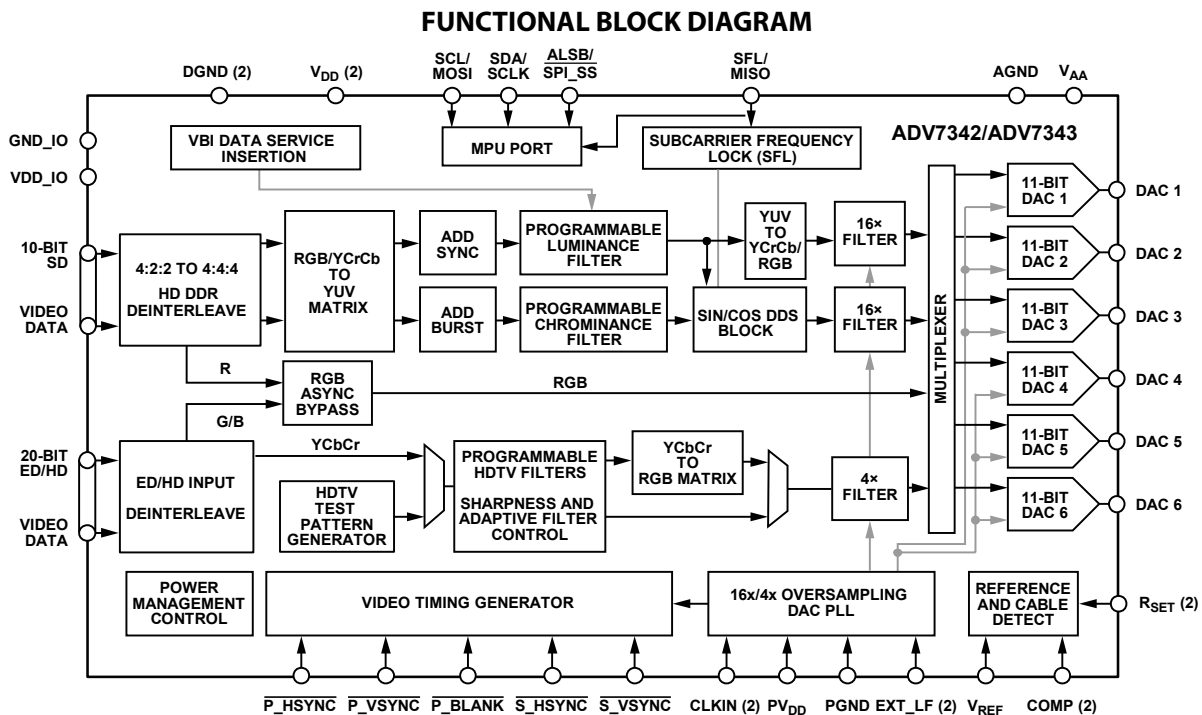 FUNCTIONAL BLOCK DIAGRAM
DGND (2)
VDD (2)
SCL/
MOSI
SDA/
SCLK
ALSB/
SPI_SS
SFL/
MISO
AGND
VAA
GND_IO
VDD_IO
VBI DATA SERVICE
INSERTION
MPU PORT
SUBCARRIER FREQUENCY
LOCK (SFL)
ADV7342/ADV7343
10-BIT
SD
VIDEO
DATA
4:2:2 TO 4:4:4
HD DDR
DEINTERLEAVE
RGB/YCrCb
TO
YUV
MATRIX
ADD
SYNC
PROGRAMMABLE
LUMINANCE
FILTER
YUV
TO
YCrCb/
RGB
16×
FILTER
ADD
BURST
PROGRAMMABLE
CHROMINANCE
FILTER
SIN/COS DDS
BLOCK
16×
FILTER
MULTIPLEXER
11-BIT
DAC 1
DAC 1
11-BIT
DAC 2
DAC 2
11-BIT
DAC 3
DAC 3
11-BIT
DAC 4
DAC 4
11-BIT
DAC 5
DAC 5
11-BIT
DAC 6
DAC 6
R
G/B
RGB
ASYNC
BYPASS
RGB
20-BIT
ED/HD
VIDEO
DATA
ED/HD INPUT
DEINTERLEAVE
YCbCr
HDTV
TEST
PATTERN
GENERATOR
PROGRAMMABLE
HDTV FILTERS
SHARPNESS AND
ADAPTIVE FILTER
CONTROL
YCbCr
TO
RGB MATRIX
4×
FILTER
POWER
MANAGEMENT
CONTROL
VIDEO TIMING GENERATOR
16x/4x OVERSAMPLING
DAC PLL
REFERENCE
AND CABLE
DETECT
RSET (2)
P_HSYNC
P_VSYNC
P_BLANK
S_HSYNC
S_VSYNC
CLKIN (2)
PVDD
PGND
EXT_LF (2)
VREF
COMP (2)